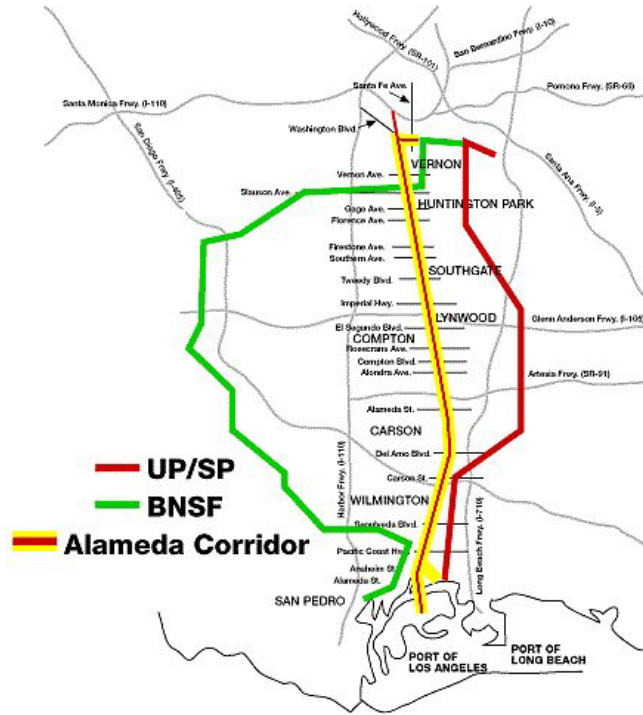 Hollywood Frwy. (SR-101)
San Bernardino Frwy. (I-10)
Santa Fe Ave.
Pomona Frwy. (SR-60)
Santa Monica Frwy. (I-110)
Washington Blvd.
San Diego Frwy. (I-405)
Santa Ana Frwy. (I-5)
VERNON
Vernon Ave.
Slauson Ave.
HUNTINGTON PARK
Gage Ave.
Florence Ave.
Firestone Ave.
Southern Ave.
SOUTHGATE
Tweedy Blvd.
Imperial Hwy.
LYNWOOD
Glenn Anderson Frwy. (I-105)
El Segundo Blvd.
COMPTON
Rosecrans Ave.
Compton Blvd.
Alondra Ave.
Artesia Frwy. (SR-91)
Alameda St.
CARSON
Del Amo Blvd.
UP/SP
Carson St.
Harbor Frwy. (I-110)
BNSF
WILMINGTON
Long Beach Frwy. (I-710)
Sepulveda Blvd.
Alameda Corridor
Pacific Coast Hwy.
Anaheim St.
Alameda St.
SAN PEDRO
PORT OF
LOS ANGELES
PORT OF
LONG BEACH